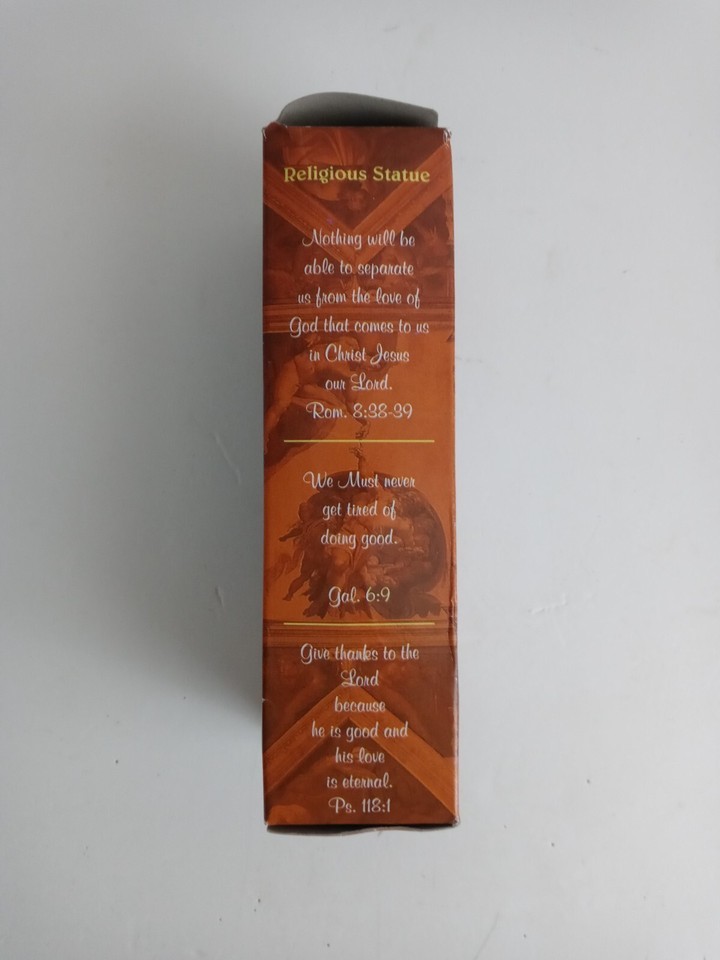 Religious Statue
Nothing will be
able to separate
us from the love of
God that comes to us
in Christ Jesus
our Lord.
Rom. 8:38-39
We Must never
get tired of
doing good.
Gal. 6:9
Give thanks to the
Lord
because
he is good and
his love
is eternal.
Ps. 118:1